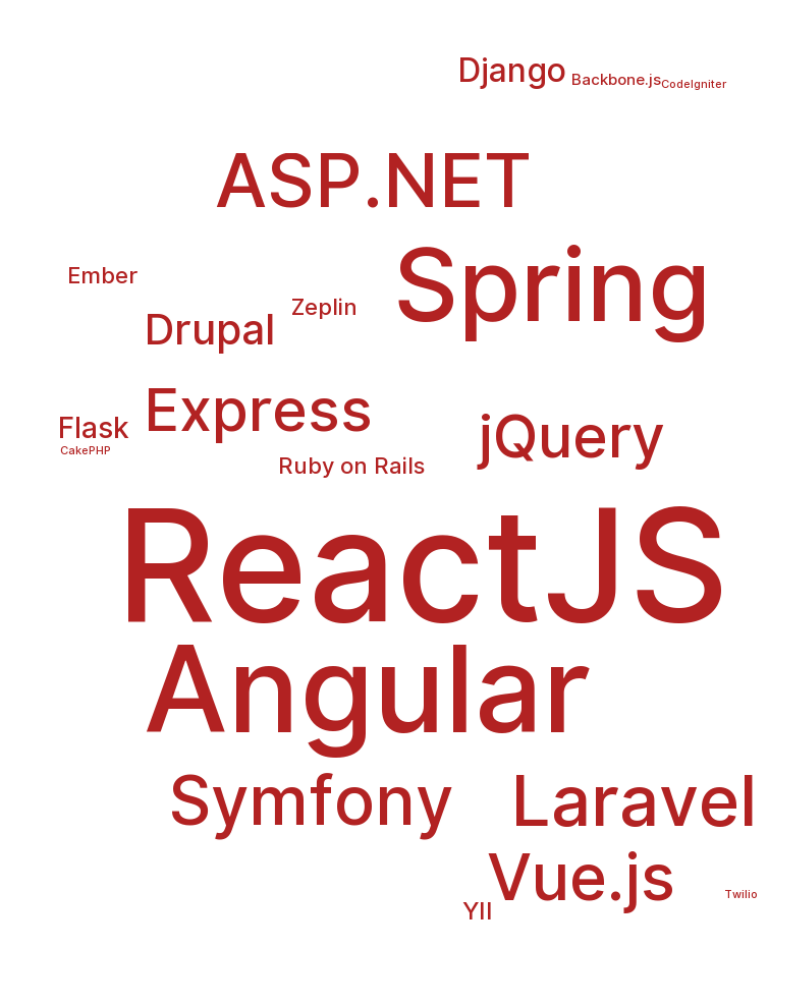 Django Backbone.js CodeIgniter
ASP.NET
Spring
Ember
Zeplin
Drupal
Express
jQuery
Flask
CakePHP
Ruby on Rails
ReactJS
Angular
Symfony Laravel
Vue.js
Twilio
YII